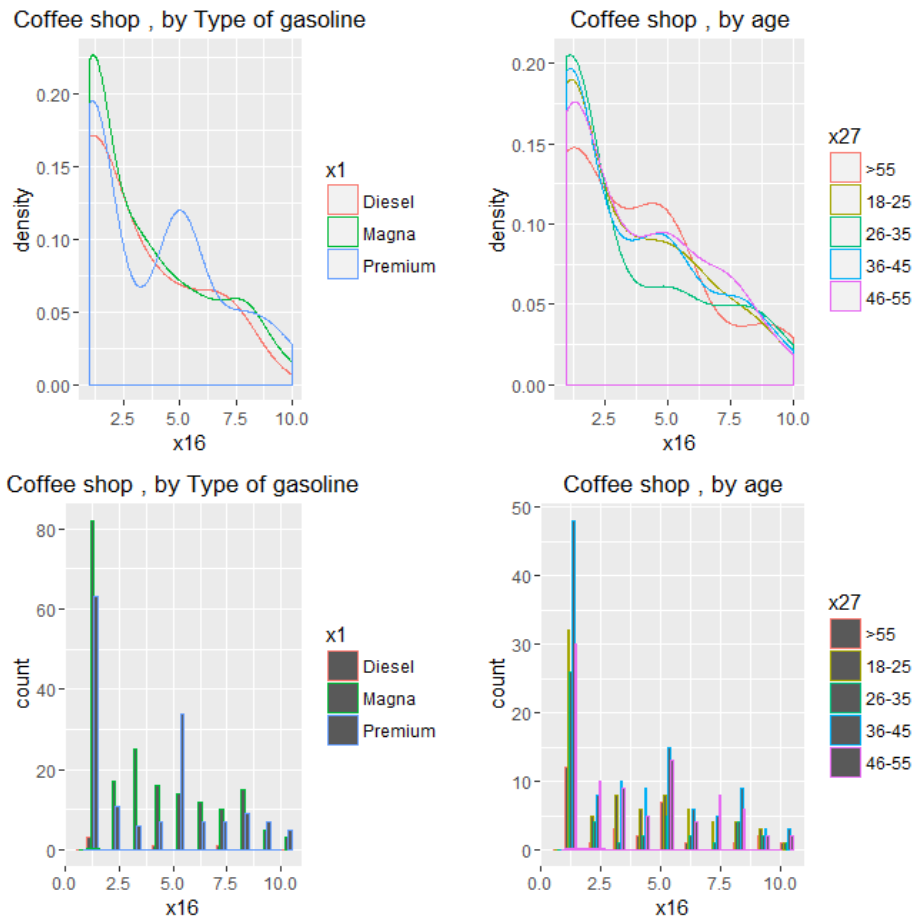 Coffee shop , by Type of gasoline
0.20
0.15
0.10
0.05
0.00
density
2.5 5.0 7.5 10.0
x16
x1
Diesel
Magna
Premium
Coffee shop , by age
0.20
0.15
0.10
0.05
0.00
density
2.5 5.0 7.5 10.0
x16
x27
>55
18-25
26-35
36-45
46-55
Coffee shop , by Type of gasoline
80
60
40
20
0
count
0.0 2.5 5.0 7.5 10.0
x16
x1
Diesel
Magna
Premium
Coffee shop , by age
50
40
30
20
10
0
count
0.0 2.5 5.0 7.5 10.0
x16
x27
>55
18-25
26-35
36-45
46-55